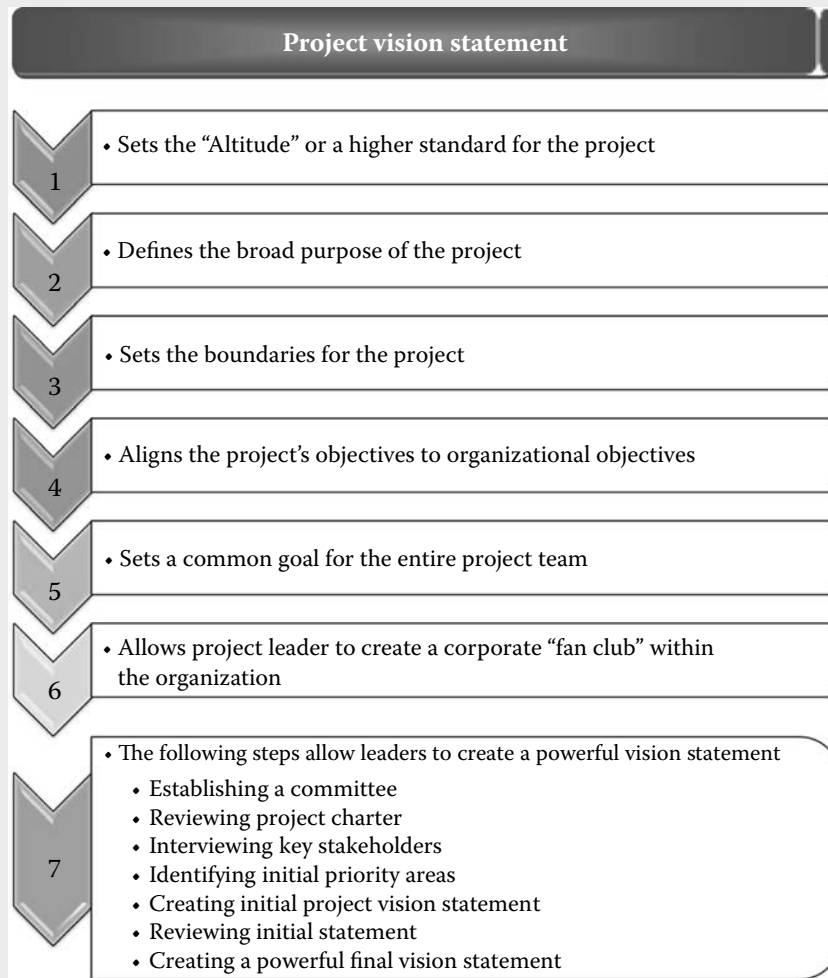 Project vision statement
1
• Sets the “Altitude” or a higher standard for the project
2
• Defines the broad purpose of the project
3
• Sets the boundaries for the project
4
• Aligns the project’s objectives to organizational objectives
5
• Sets a common goal for the entire project team
6
• Allows project leader to create a corporate “fan club” within
the organization
7
• The following steps allow leaders to create a powerful vision statement
• Establishing a committee
• Reviewing project charter
• Interviewing key stakeholders
• Identifying initial priority areas
• Creating initial project vision statement
• Reviewing initial statement
• Creating a powerful final vision statement